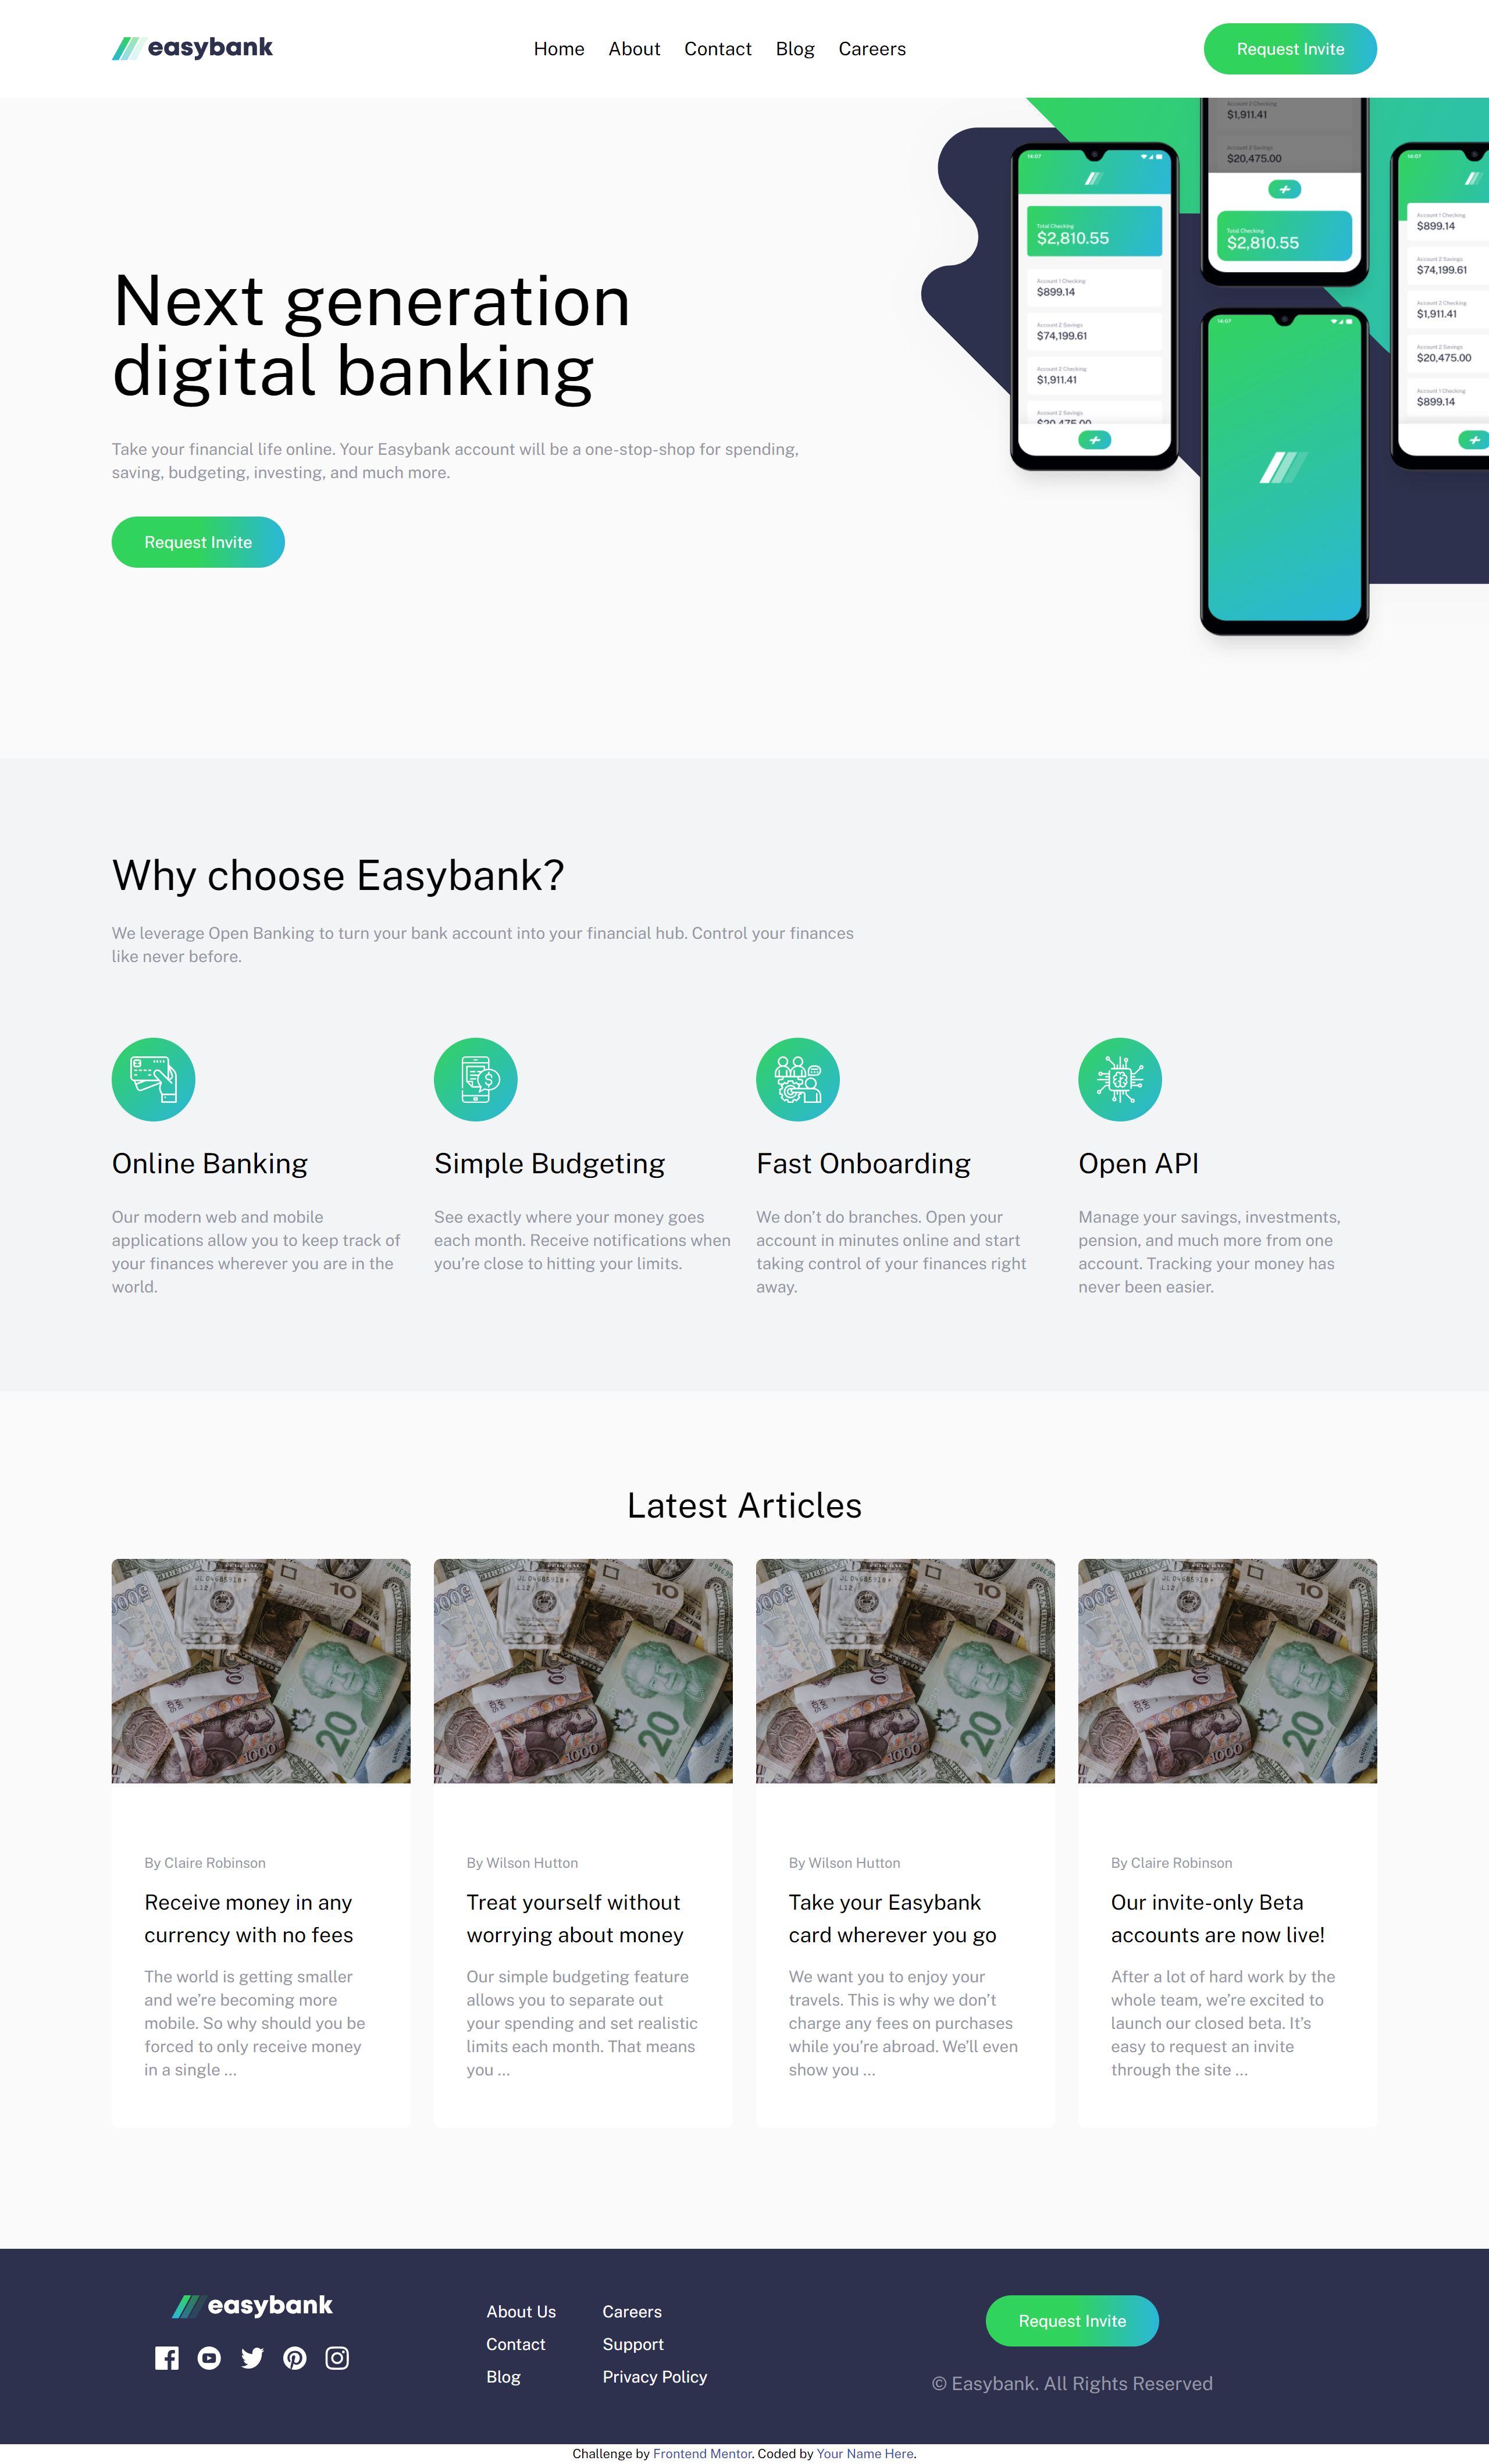 easybank
Home About Contact Blog Careers
Request Invite
Next generation
digital banking
Take your financial life online. Your Easybank account will be a one-stop-shop for spending,
saving, budgeting, investing, and much more.
Request Invite
14:07
Total Checking
$2,810.55
Account 1 Checking
$899.14
Account 2 Savings
$74,199.61
Account 2 Checking
$1,911.41
Account 2 Savings
Account 2 Checking
$1,911.41
Account 2 Savings
$20,475.00
Total Checking
$2,810.55
14:07
14:07
Account 1 Checking
$899.14
Account 2 Savings
$74,199.61
Account 2 Checking
$1,911.41
Account 2 Savings
$20,475.00
Account 1 Checking
$899.14
Why choose Easybank?
We leverage Open Banking to turn your bank account into your financial hub. Control your finances
like never before.
Online Banking
Our modern web and mobile
applications allow you to keep track of
your finances wherever you are in the
world.
Simple Budgeting
See exactly where your money goes
each month. Receive notifications when
you’re close to hitting your limits.
Fast Onboarding
We don’t do branches. Open your
account in minutes online and start
taking control of your finances right
away.
Open API
Manage your savings, investments,
pension, and much more from one
account. Tracking your money has
never been easier.
Latest Articles
By Claire Robinson
Receive money in any
currency with no fees
The world is getting smaller
and we’re becoming more
mobile. So why should you be
forced to only receive money
in a single …
By Wilson Hutton
Treat yourself without
worrying about money
Our simple budgeting feature
allows you to separate out
your spending and set realistic
limits each month. That means
you …
By Wilson Hutton
Take your Easybank
card wherever you go
We want you to enjoy your
travels. This is why we don’t
charge any fees on purchases
while you’re abroad. We’ll even
show you …
By Claire Robinson
Our invite-only Beta
accounts are now live!
After a lot of hard work by the
whole team, we’re excited to
launch our closed beta. It’s
easy to request an invite
through the site …
easybank
About Us
Contact
Blog
Careers
Support
Privacy Policy
Request Invite
© Easybank. All Rights Reserved
Challenge by Frontend Mentor. Coded by Your Name Here.